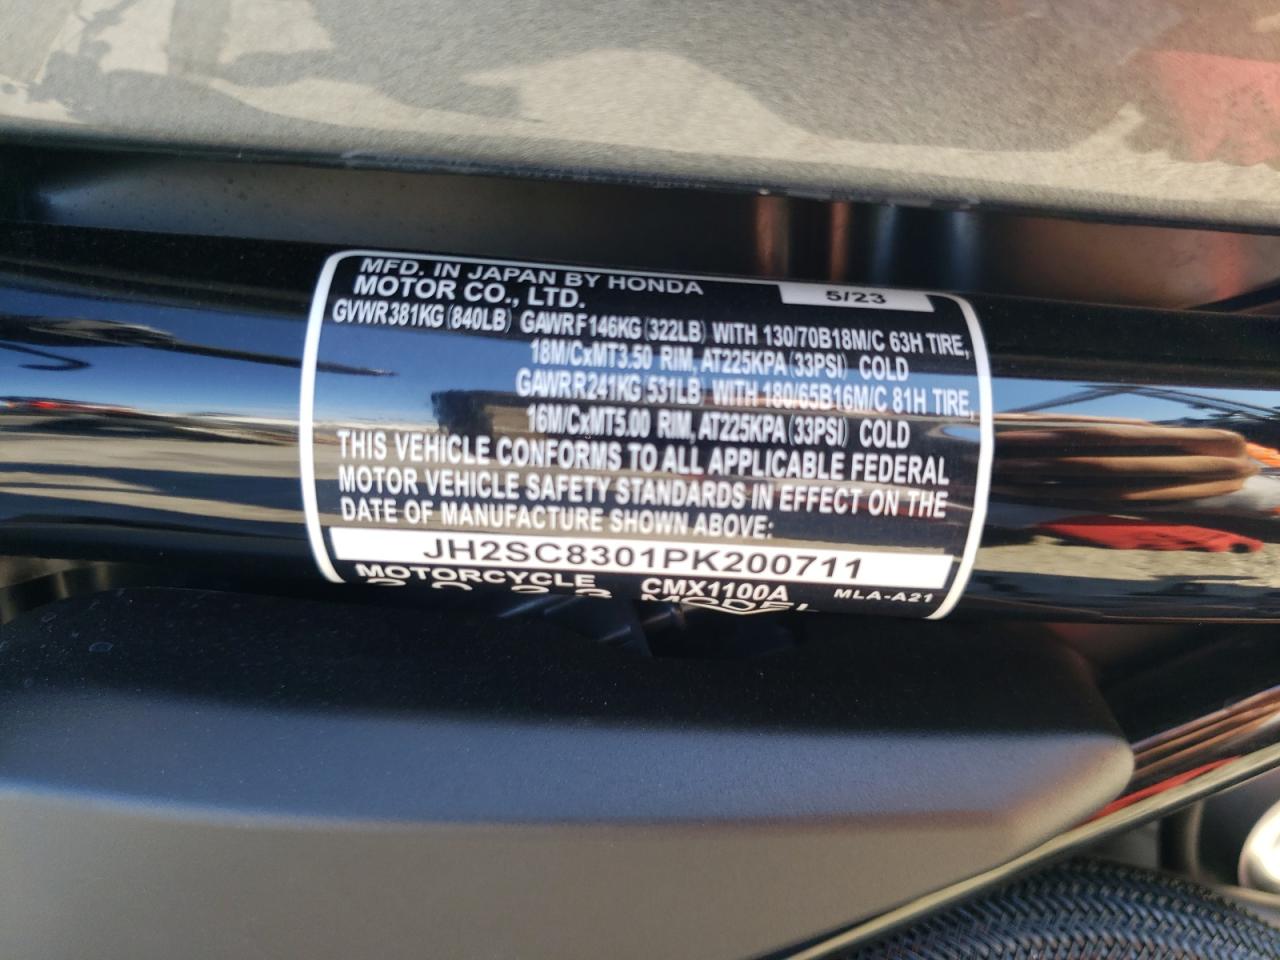 MFD. IN JAPAN BY HONDA 5/23
MOTOR CO., LTD.
GVWR381KG(840LB) GAWRF146KG(322LB) WITH 130/70B18M/C 63H TIRE,
18M/CxMT3.50 RIM, AT225KPA(33PSI) COLD
GAWRR241KG(531LB) WITH 180/65B16M/C 81H TIRE,
16M/CxMT5.00 RIM, AT225KPA(33PSI) COLD
THIS VEHICLE CONFORMS TO ALL APPLICABLE FEDERAL
MOTOR VEHICLE SAFETY STANDARDS IN EFFECT ON THE
DATE OF MANUFACTURE SHOWN ABOVE:
JH2SC8301PK200711
MOTORCYCLE CMX1100A MLA-A21
2023 MODEL